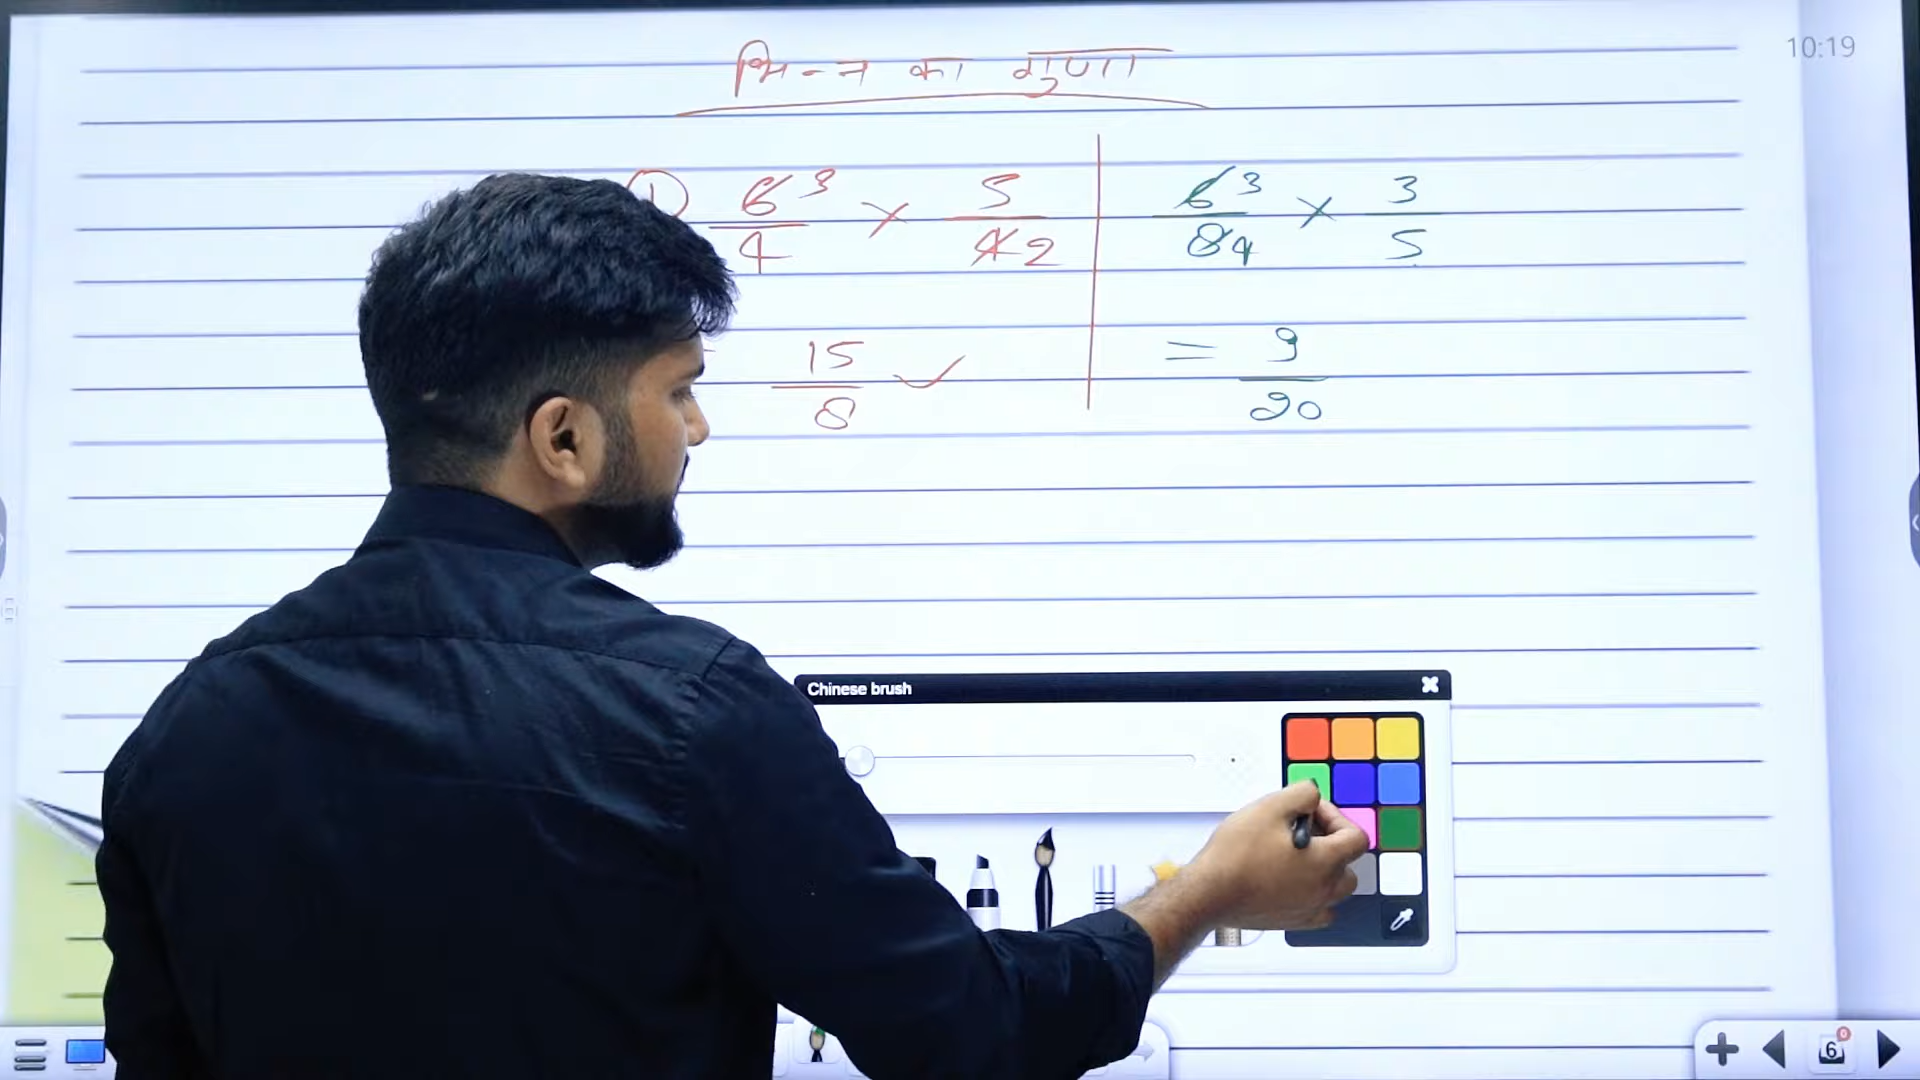 10:19
भिन्न का गुणा
① 6 3 / 4 × 5 / 4 2
6 3 / 8 4 × 3 / 5
15 / 8 ✓
= 9 / 20
Chinese brush
6